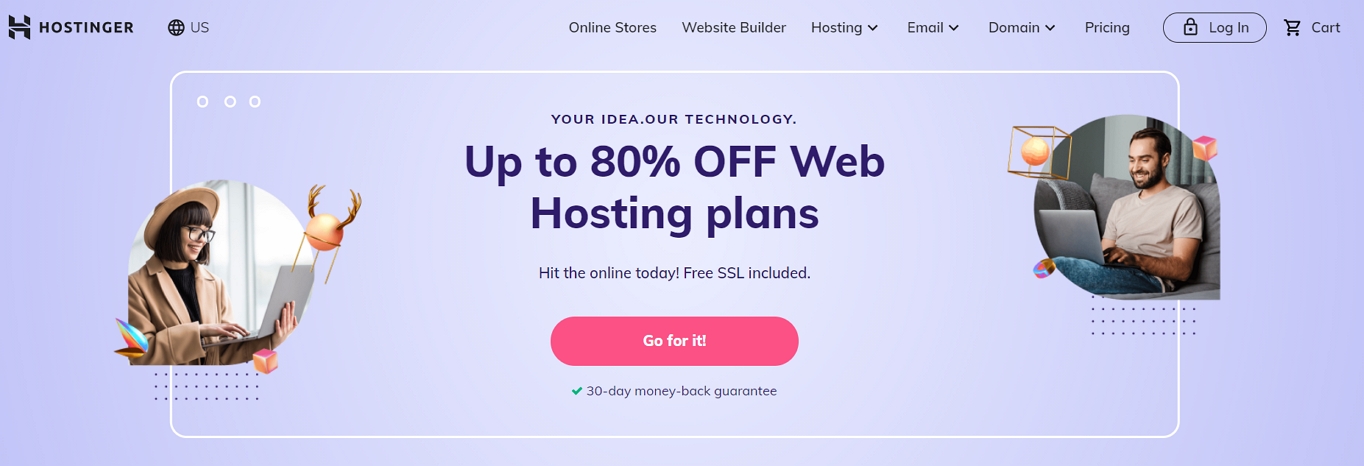 HOSTINGER
US
Online Stores
Website Builder
Hosting
Email
Domain
Pricing
Log In
Cart
YOUR IDEA.OUR TECHNOLOGY.
Up to 80% OFF Web
Hosting plans
Hit the online today! Free SSL included.
Go for it!
30-day money-back guarantee